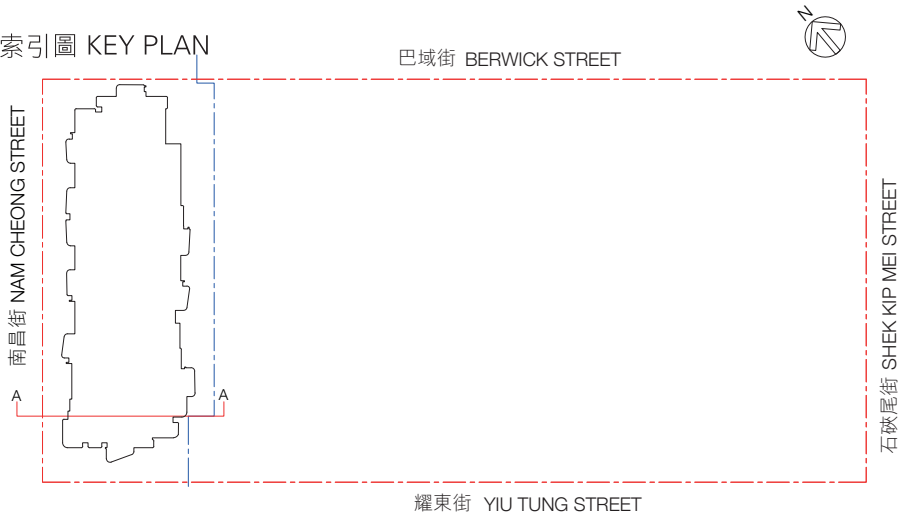 索引圖 KEY PLAN
N
巴域街 BERWICK STREET
南昌街 NAM CHEONG STREET
石硤尾街 SHEK KIP MEI STREET
A
A
耀東街 YIU TUNG STREET